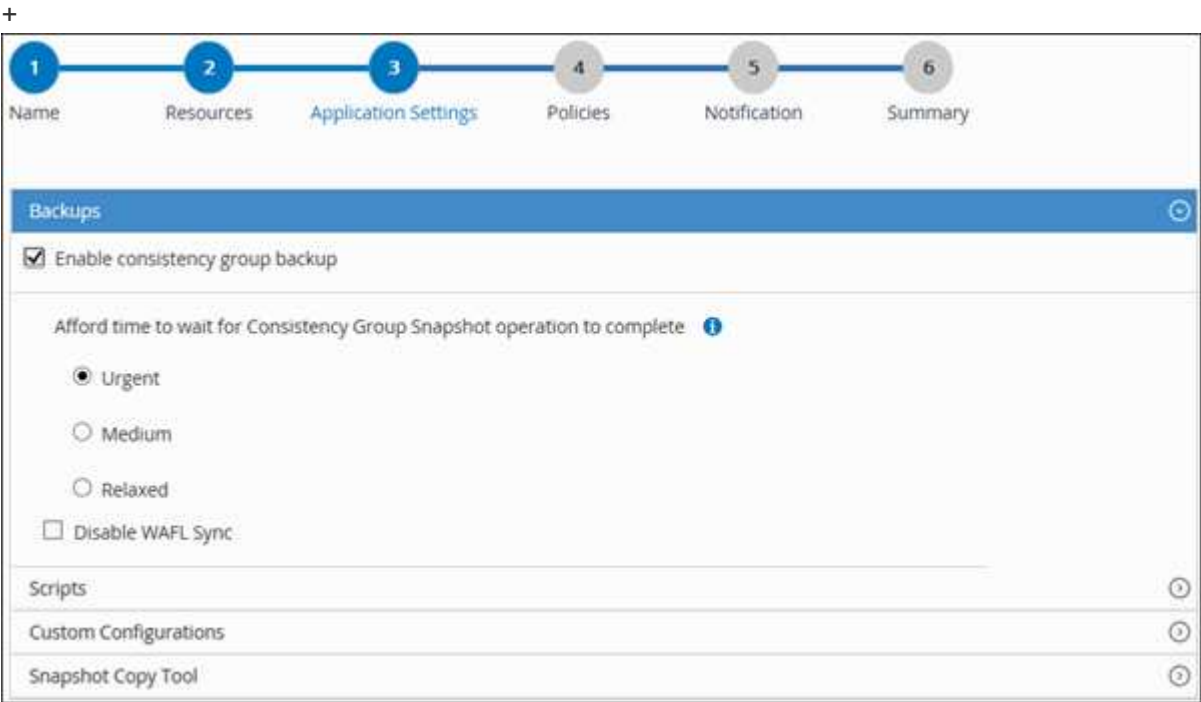 +
1 2 3 4 5 6
Name Resources Application Settings Policies Notification Summary
Backups
Enable consistency group backup
Afford time to wait for Consistency Group Snapshot operation to complete
Urgent
Medium
Relaxed
Disable WAFL Sync
Scripts
Custom Configurations
Snapshot Copy Tool